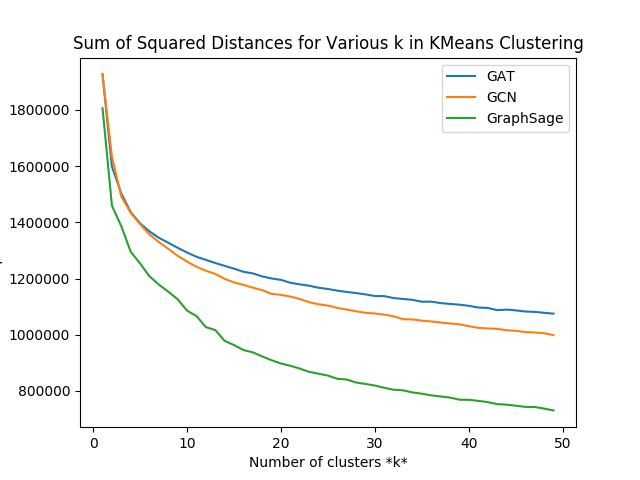 Sum of Squared Distances for Various k in KMeans Clustering
GAT
GCN
GraphSage
1800000
1600000
1400000
1200000
1000000
800000
0 10 20 30 40 50
Number of clusters *k*